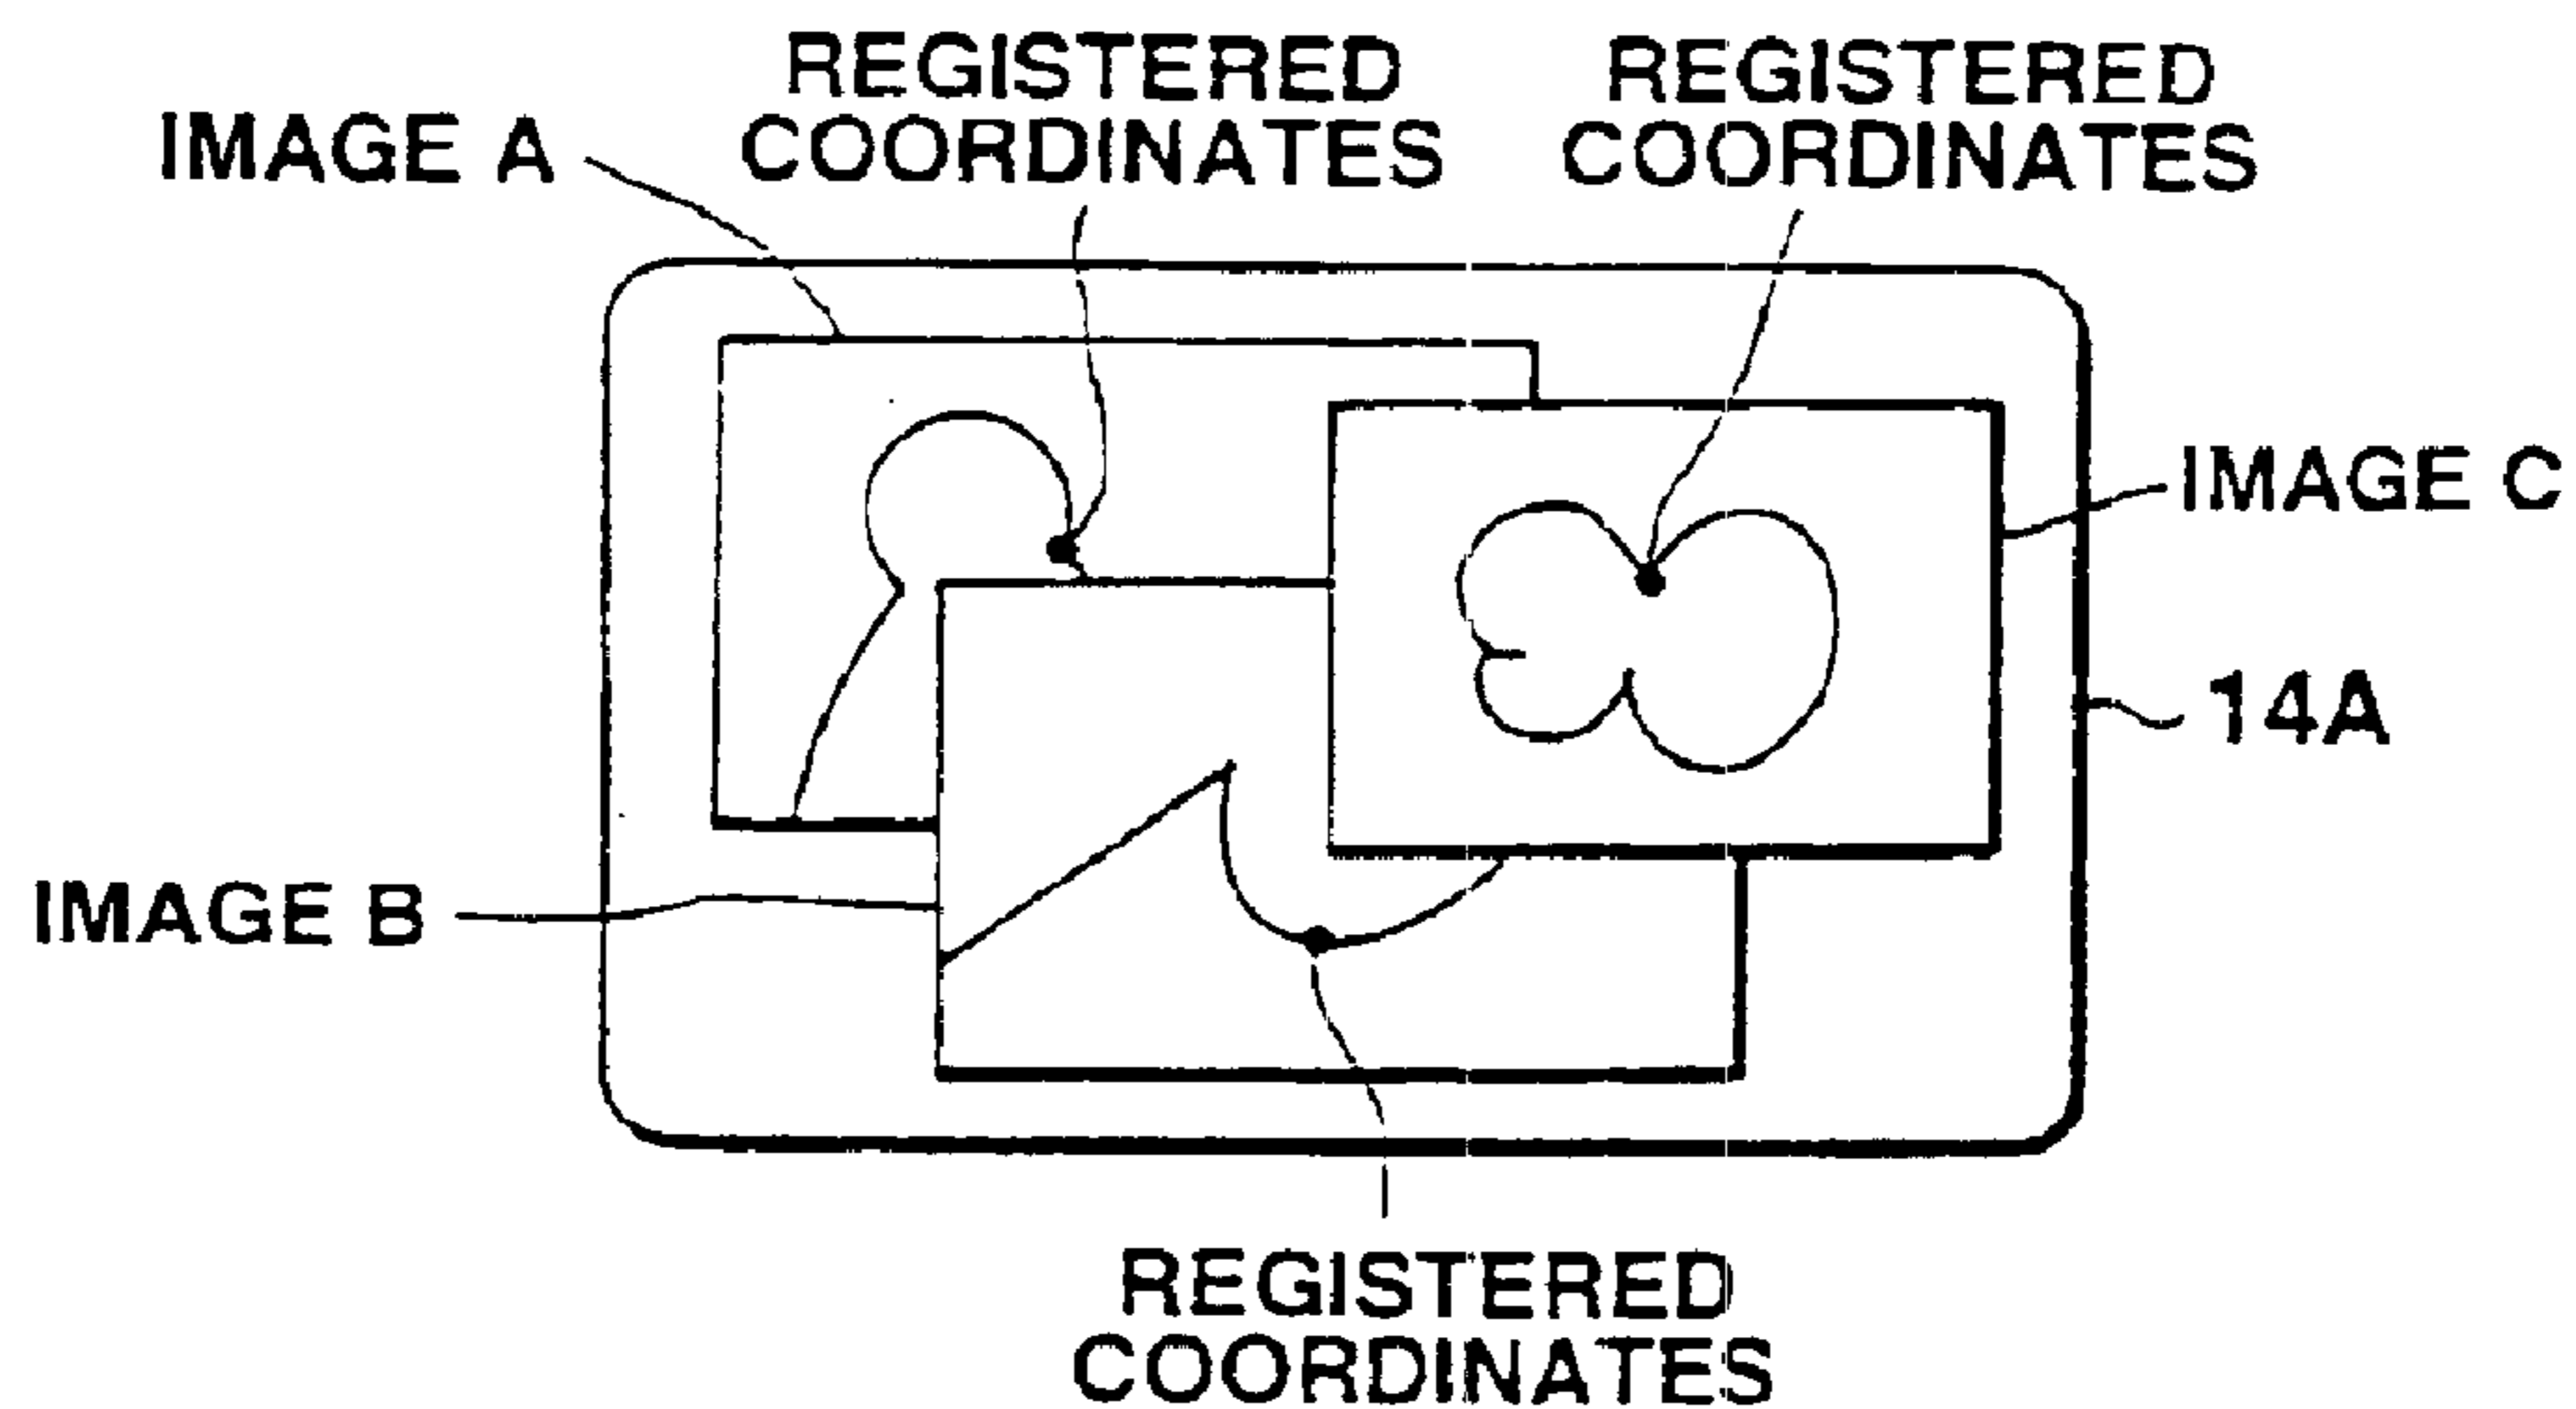 REGISTERED
COORDINATES
REGISTERED
COORDINATES
IMAGE A
IMAGE C
14A
IMAGE B
REGISTERED
COORDINATES